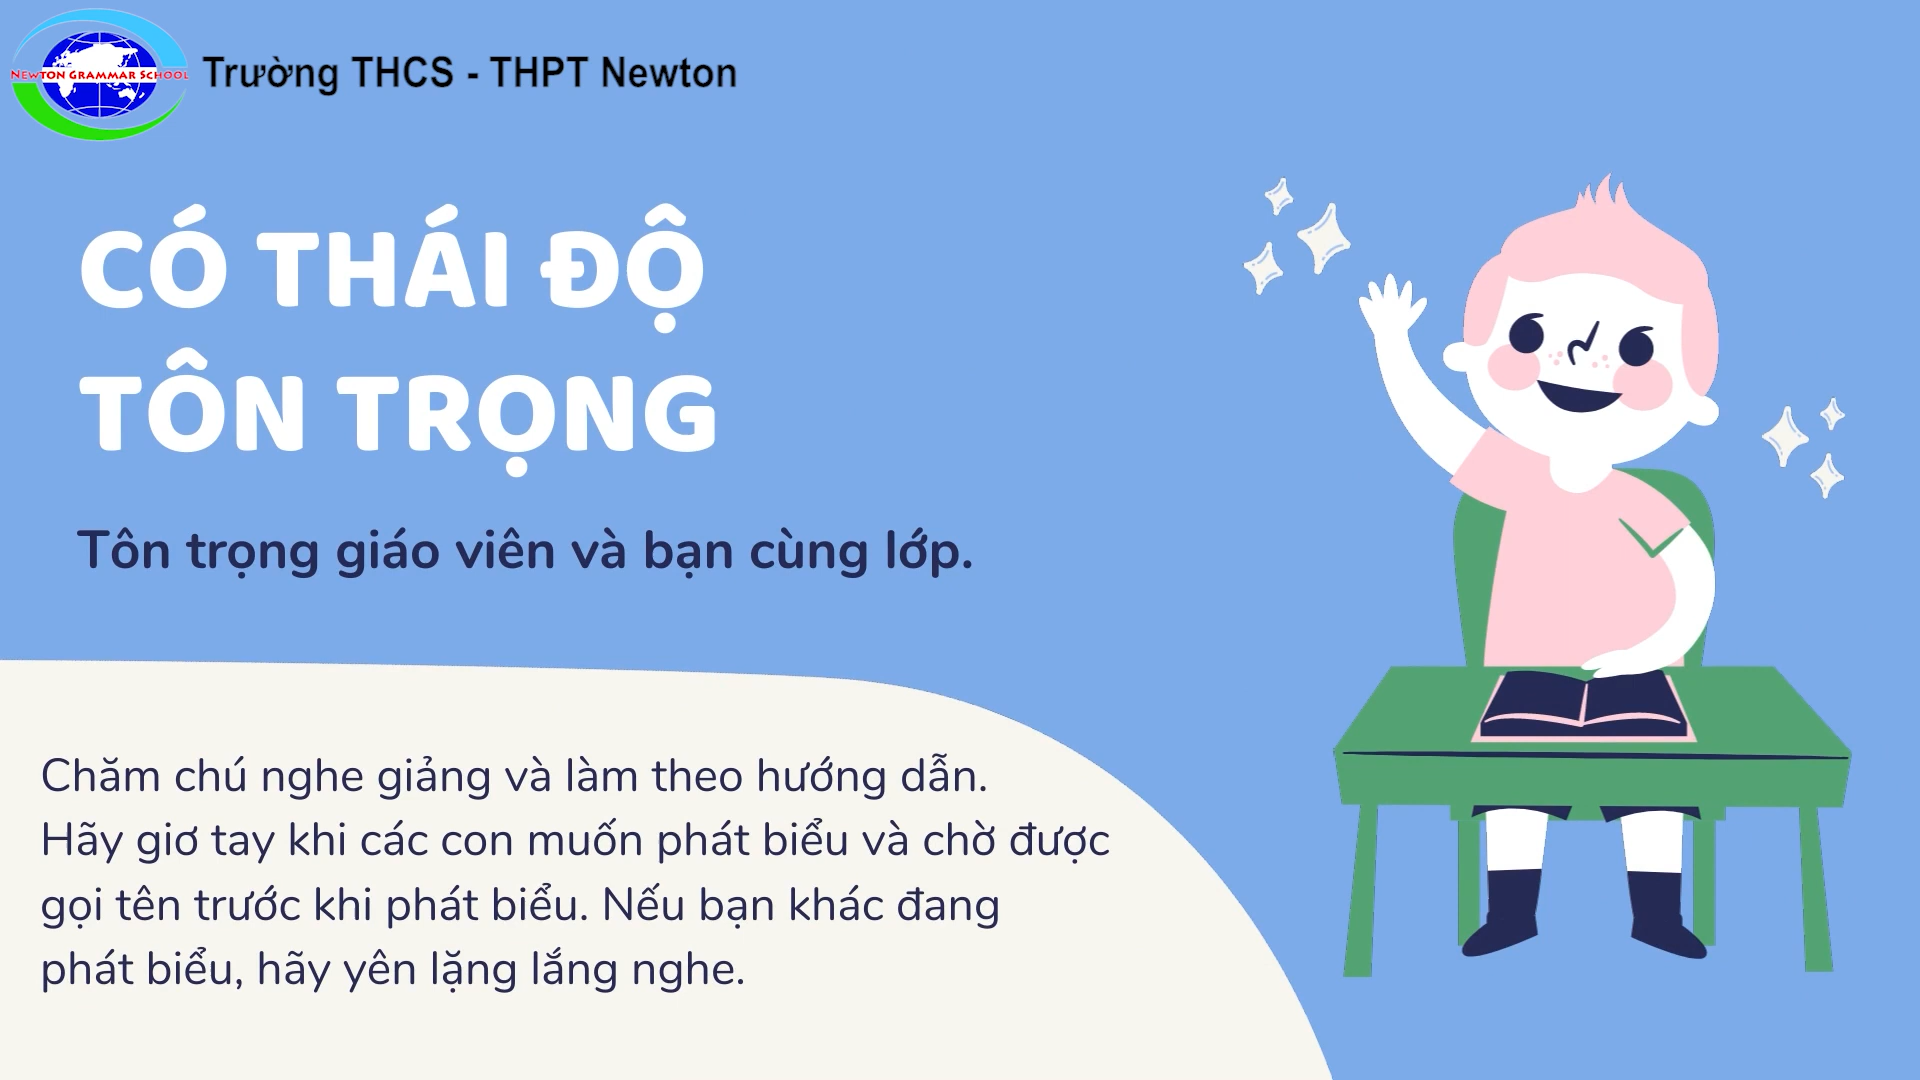 NEWTON GRAMMAR SCHOOL
Trường THCS - THPT Newton
CÓ THÁI ĐỘ
TÔN TRỌNG
Tôn trọng giáo viên và bạn cùng lớp.
Chăm chú nghe giảng và làm theo hướng dẫn.
Hãy giơ tay khi các con muốn phát biểu và chờ được
gọi tên trước khi phát biểu. Nếu bạn khác đang
phát biểu, hãy yên lặng lắng nghe.